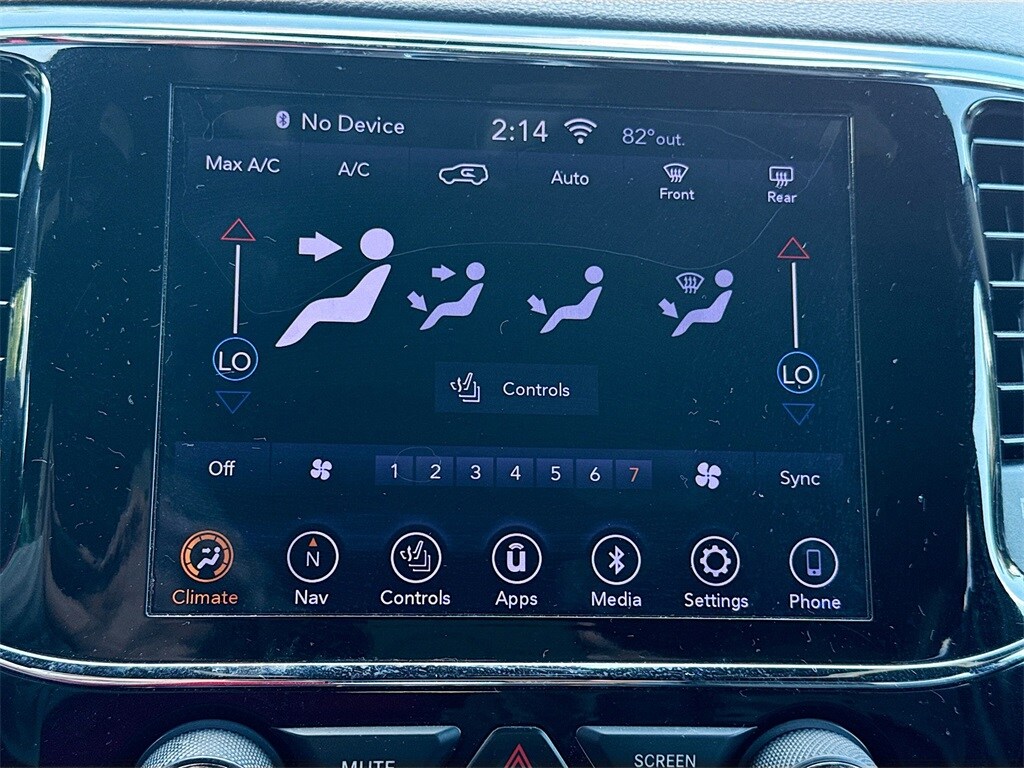 No Device 2:14 82° out.
Max A/C A/C Auto Front Rear
LO LO
Controls
Off 1 2 3 4 5 6 7 Sync
N u
Climate Nav Controls Apps Media Settings Phone
MUTE SCREEN